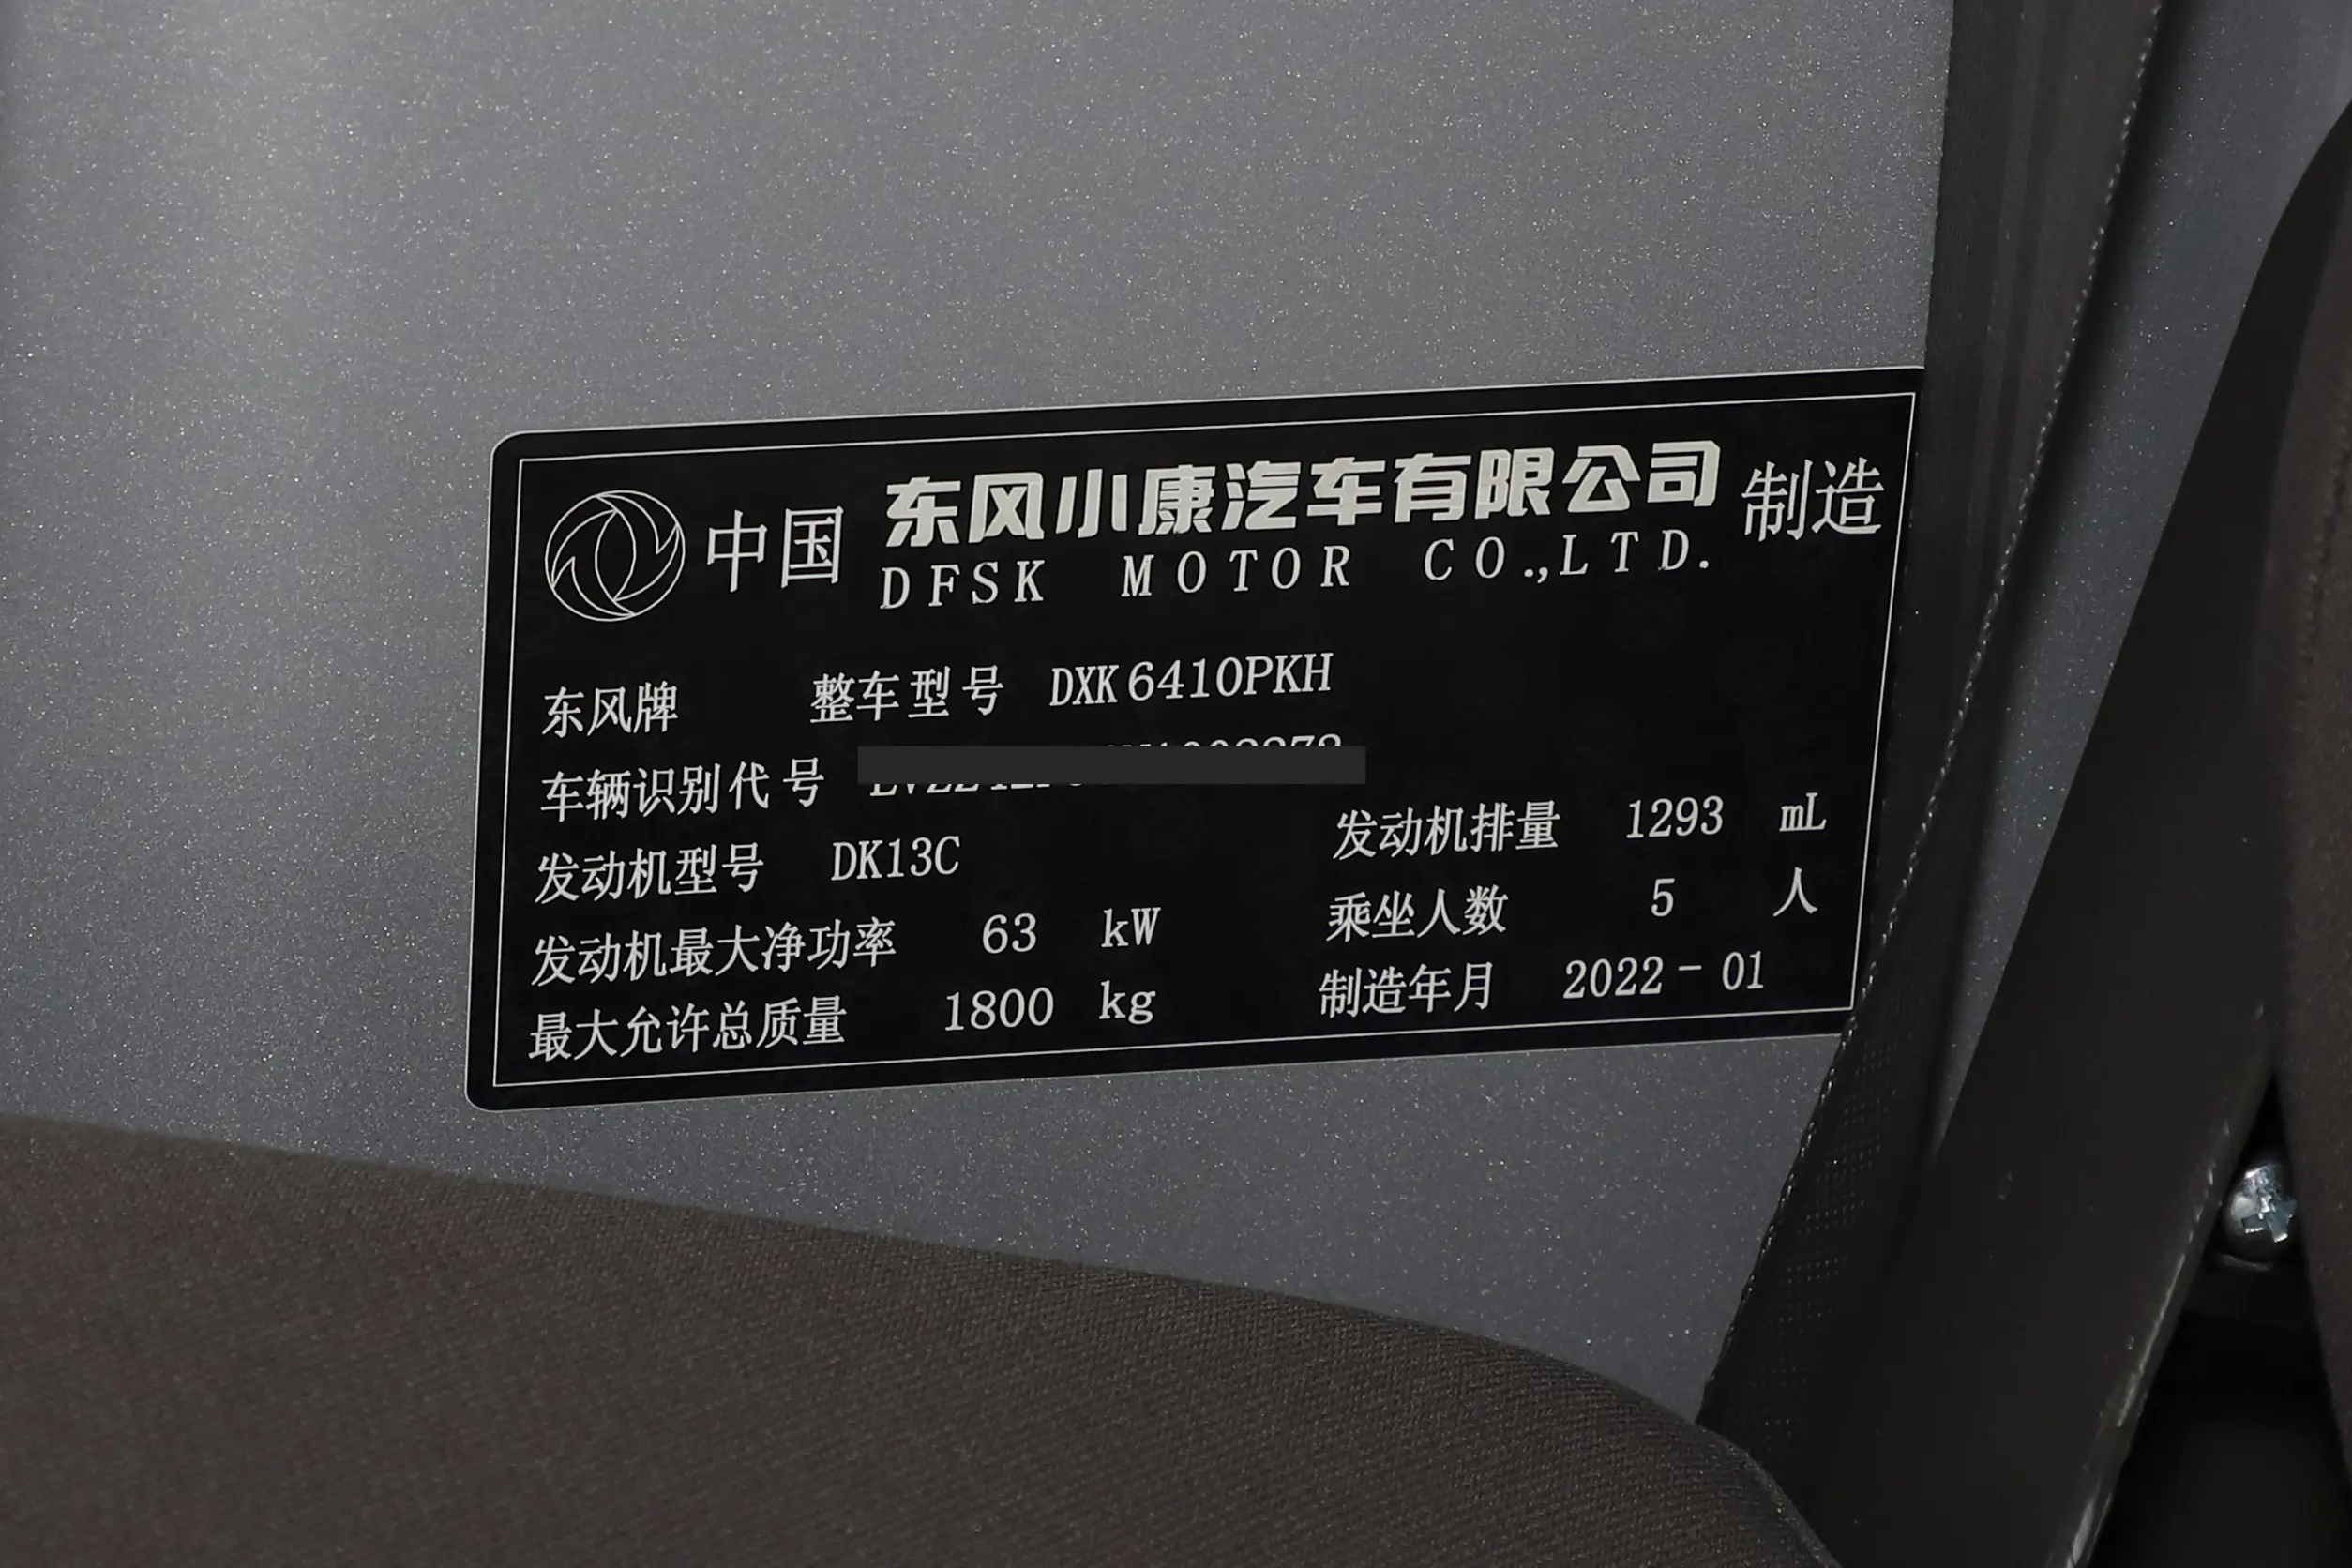 中国 东风小康汽车有限公司 制造
DFSK MOTOR CO.,LTD.
东风牌 整车型号 DXK6410PKH
车辆识别代号
发动机型号 DK13C 发动机排量 1293 mL
发动机最大净功率 63 kW 乘坐人数 5 人
最大允许总质量 1800 kg 制造年月 2022-01